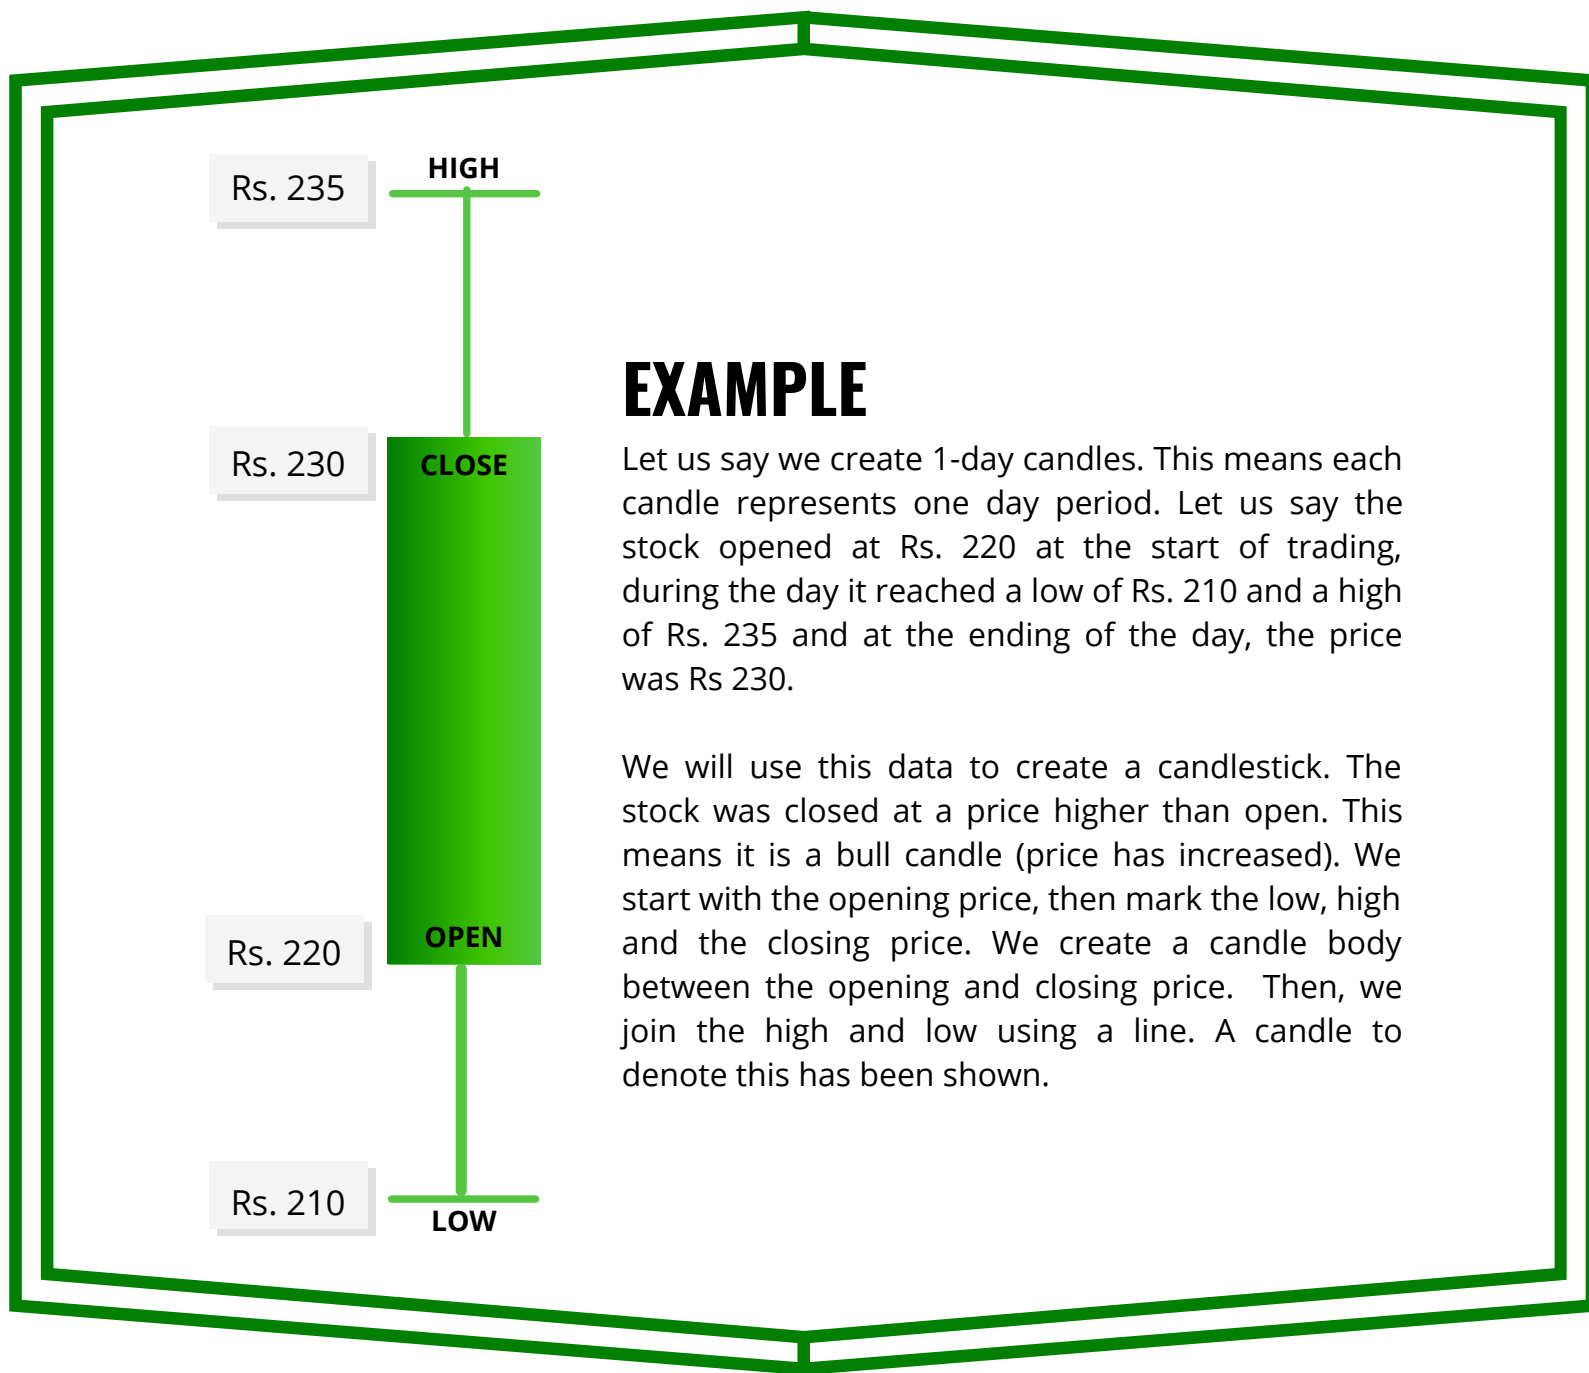 Rs. 235
HIGH
Rs. 230
CLOSE
Rs. 220
OPEN
Rs. 210
LOW
EXAMPLE
Let us say we create 1-day candles. This means each
candle represents one day period. Let us say the
stock opened at Rs. 220 at the start of trading,
during the day it reached a low of Rs. 210 and a high
of Rs. 235 and at the ending of the day, the price
was Rs 230.
We will use this data to create a candlestick. The
stock was closed at a price higher than open. This
means it is a bull candle (price has increased). We
start with the opening price, then mark the low, high
and the closing price. We create a candle body
between the opening and closing price. Then, we
join the high and low using a line. A candle to
denote this has been shown.